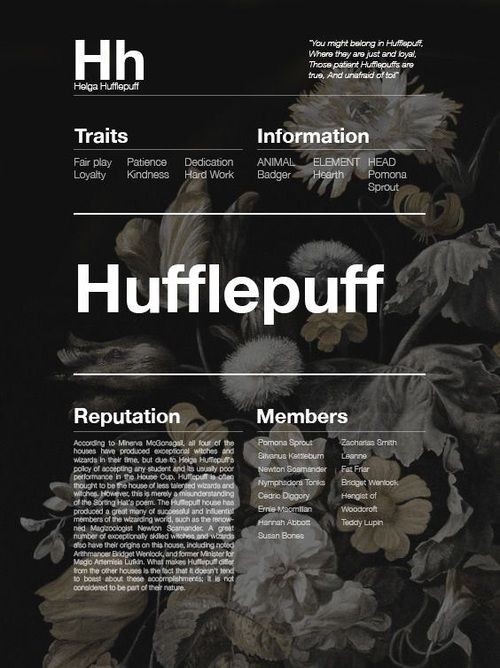 Hh
Helga Hufflepuff
"You might belong in Hufflepuff,
Where they are just and loyal,
Those patient Hufflepuffs are
true, And unafraid of toil"
Traits
Fair play Patience Dedication
Loyalty Kindness Hard Work
Information
ANIMAL ELEMENT HEAD
Badger Hearth Pomona
Sprout
Hufflepuff
Reputation
According to Minerva McGonagall, all four of the
houses have produced exceptional witches and
wizards in their time, but due to Helga Hufflepuff's
policy of accepting any student and its usually poor
performance in the House Cup, Hufflepuff is often
thought to be the house of less talented wizards and
witches. However, this is merely a misunderstanding
of the Sorting Hat's poem. The Hufflepuff house has
produced a great many of successful and influential
members of the wizarding world, such as the renow-
ned Magizoologist Newton Scamander. A great
number of exceptionally skilled witches and wizards
also have their origins on this house, including noted
Arithmancer Bridget Wenlock, and former Minister for
Magic Artemisia Lufkin. What makes Hufflepuff differ
from the other houses is the fact that it doesn't tend
to boast about these accomplishments; it is not
considered to be part of their nature.
Members
Pomona Sprout
Silvanus Kettleburn
Newton Scamander
Nymphadora Tonks
Cedric Diggory
Ernie Macmillan
Hannah Abbott
Susan Bones
Zacharias Smith
Leanne
Fat Friar
Bridget Wenlock
Hengist of
Woodcroft
Teddy Lupin